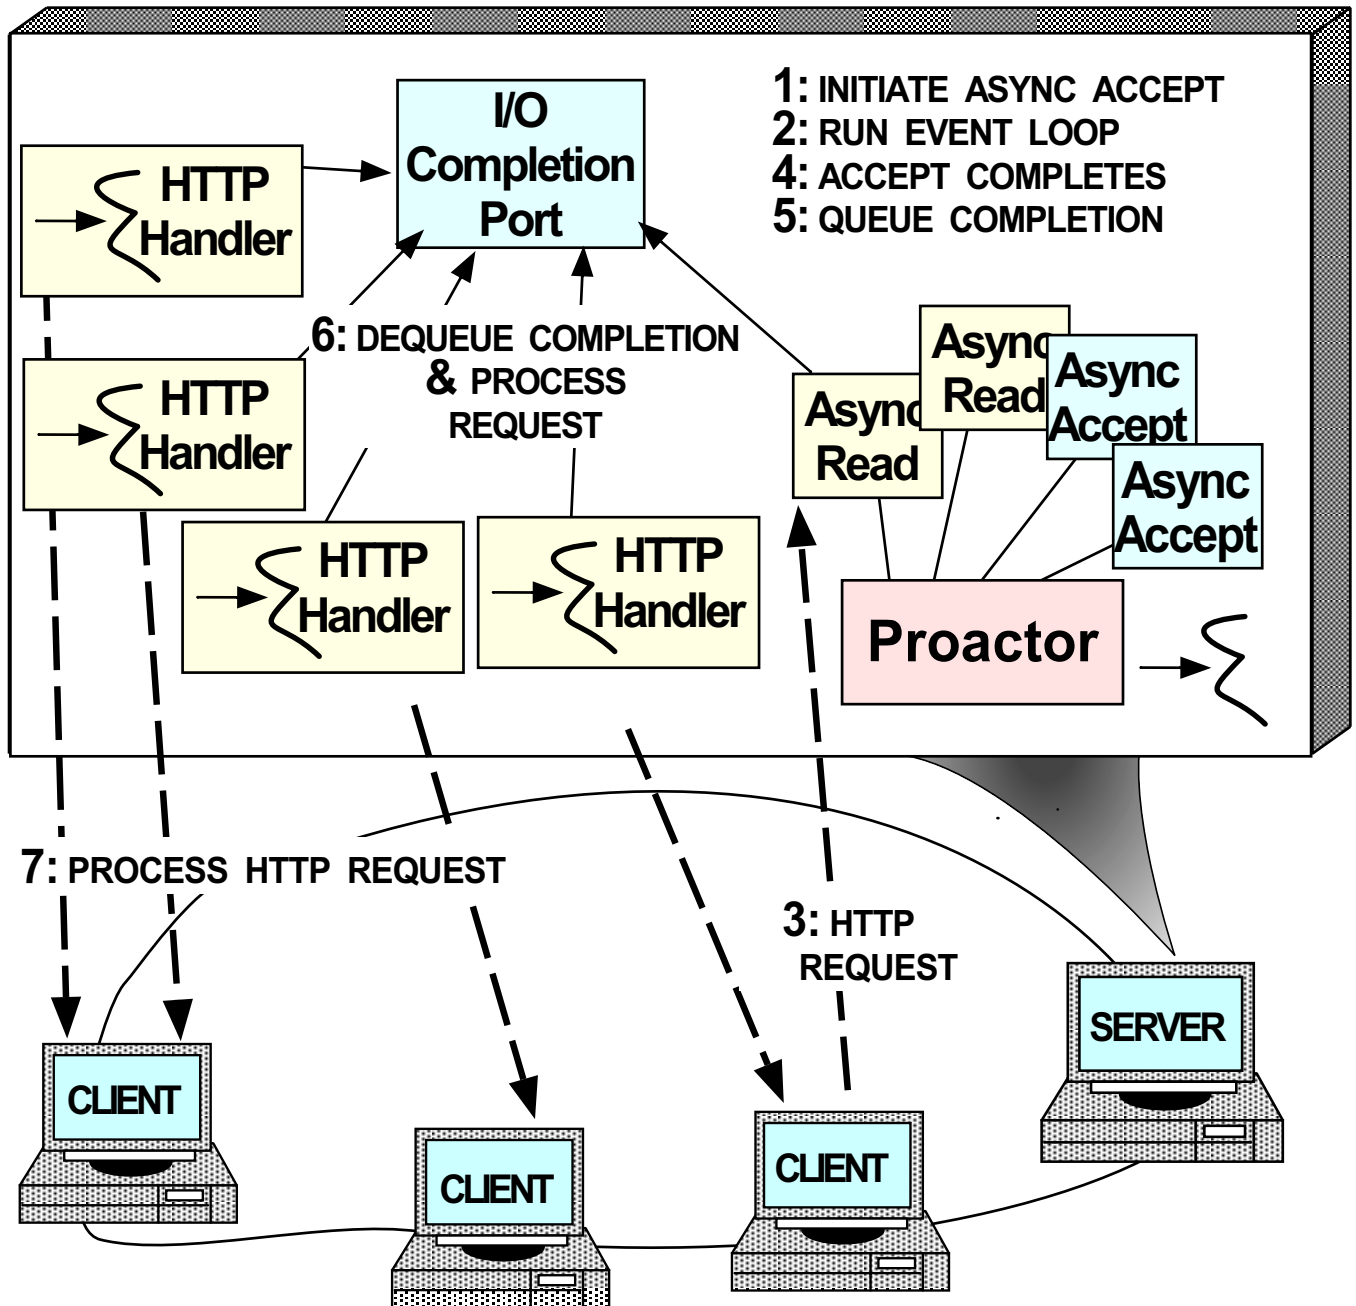 I/O
Completion
Port
1: INITIATE ASYNC ACCEPT
2: RUN EVENT LOOP
4: ACCEPT COMPLETES
5: QUEUE COMPLETION
HTTP
Handler
6: DEQUEUE COMPLETION
& PROCESS
REQUEST
HTTP
Handler
Async
Read
Async
Read
Async
Accept
Async
Accept
HTTP
Handler
HTTP
Handler
Proactor
7: PROCESS HTTP REQUEST
3: HTTP
REQUEST
SERVER
CLIENT
CLIENT
CLIENT